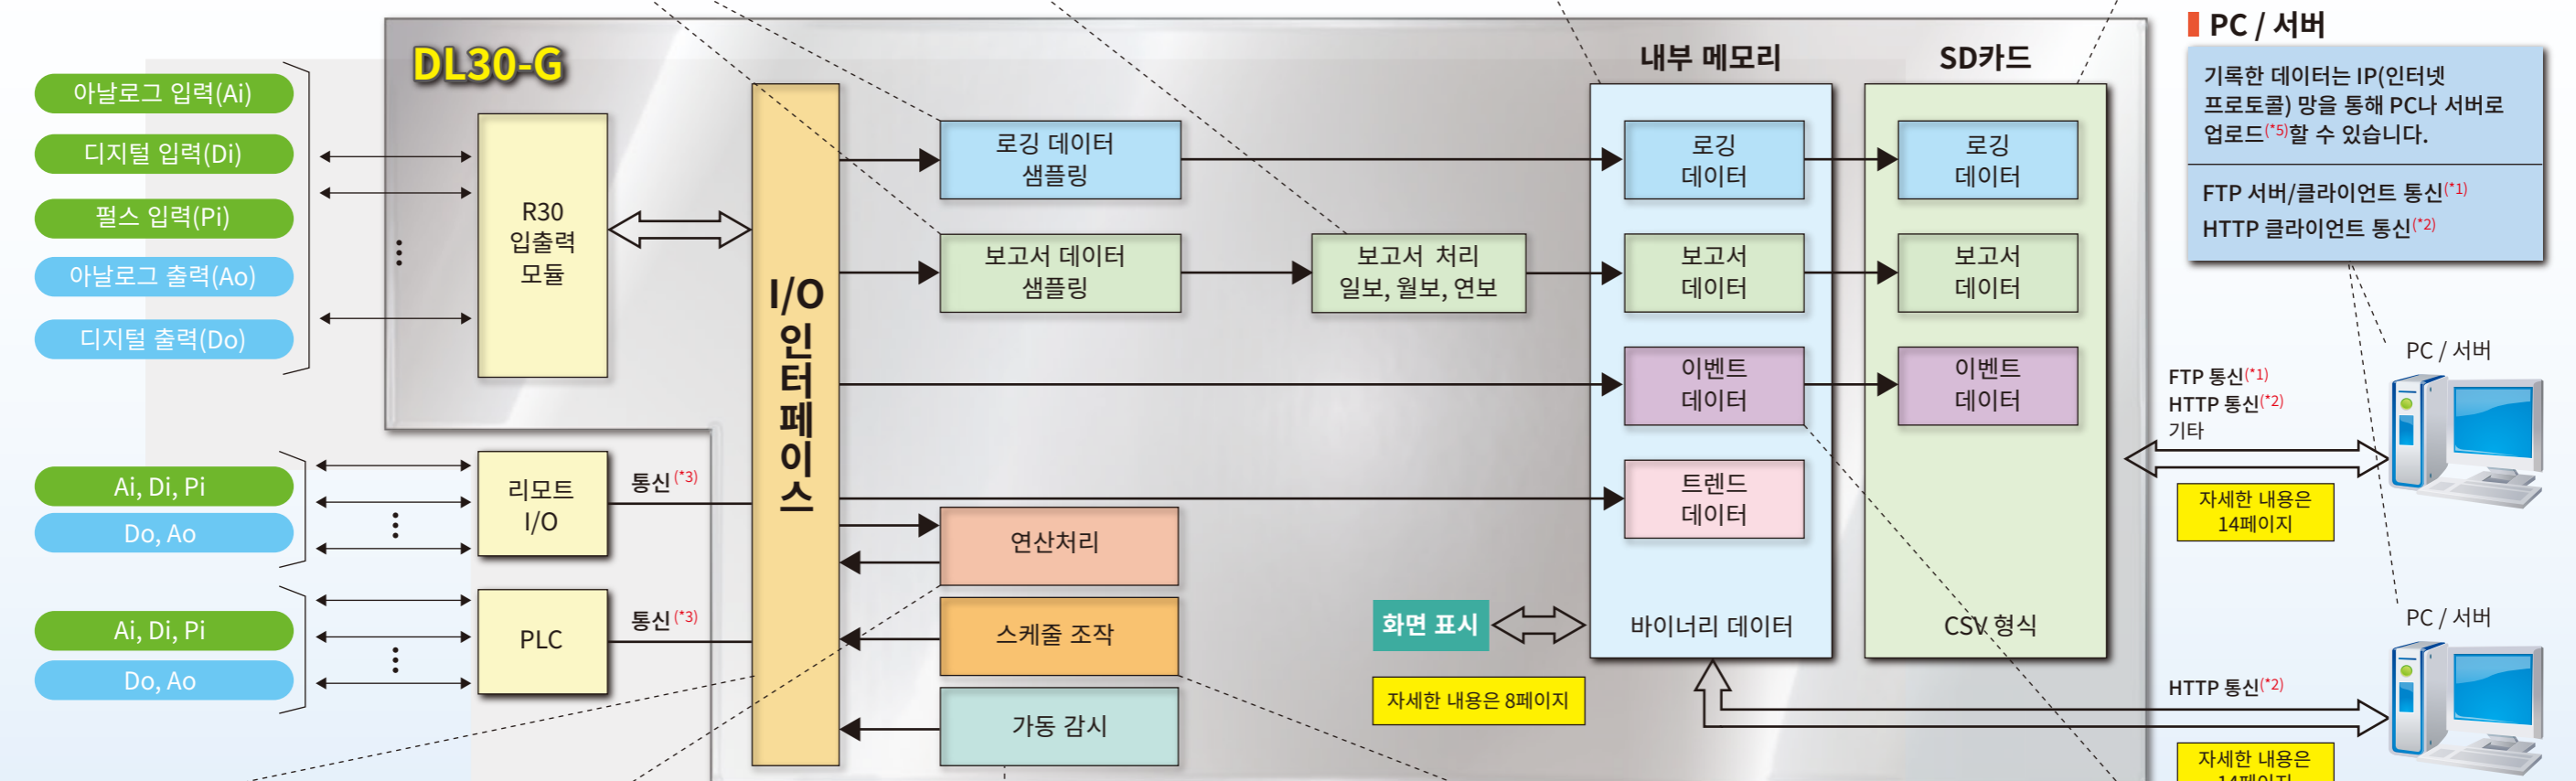 DL30-G
아날로그 입력(Ai)
디지털 입력(Di)
펄스 입력(Pi)
아날로그 출력(Ao)
디지털 출력(Do)
R30
입출력
모듈
Ai, Di, Pi
Do, Ao
리모트
I/O
통신(*3)
Ai, Di, Pi
Do, Ao
PLC
통신(*3)
I/O
인터페이스
로깅 데이터
샘플링
보고서 데이터
샘플링
보고서 처리
일보, 월보, 연보
연산처리
스케줄 조작
가동 감시
화면 표시
자세한 내용은 8페이지
내부 메모리
로깅
데이터
보고서
데이터
이벤트
데이터
트렌드
데이터
바이너리 데이터
SD카드
로깅
데이터
보고서
데이터
이벤트
데이터
CSV 형식
PC / 서버
기록한 데이터는 IP(인터넷
프로토콜) 망을 통해 PC나 서버로
업로드(*5)할 수 있습니다.
FTP 서버/클라이언트 통신(*1)
HTTP 클라이언트 통신(*2)
PC / 서버
FTP 통신(*1)
HTTP 통신(*2)
기타
자세한 내용은
14페이지
PC / 서버
HTTP 통신(*2)
자세한 내용은
14페이지